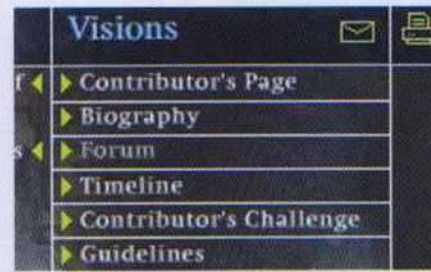 Visions
f
Contributor's Page
Biography
s
Forum
Timeline
Contributor's Challenge
Guidelines